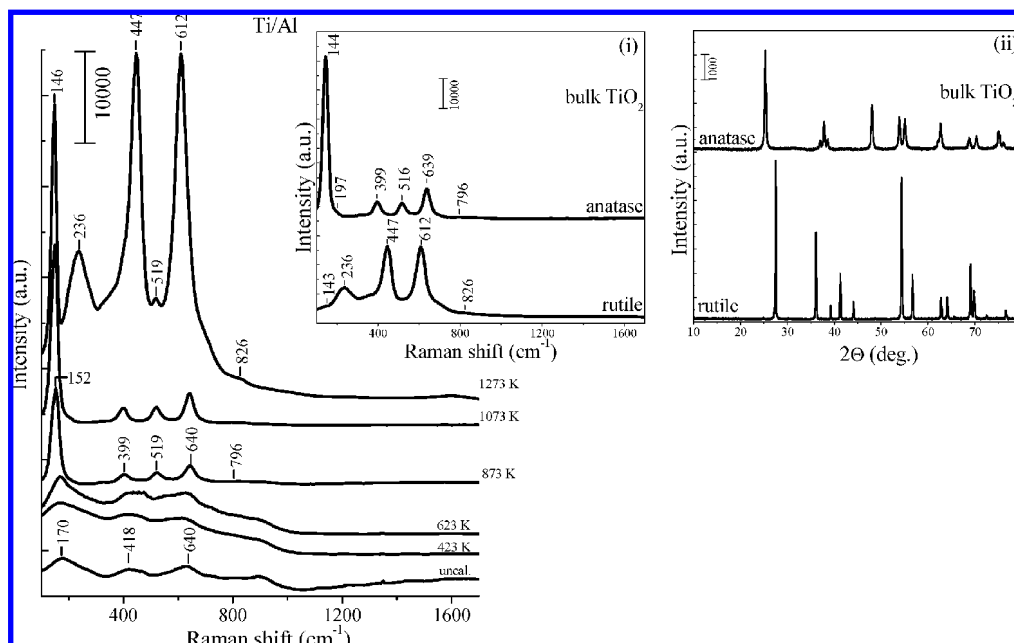 Ti/Al
447
612
146
10000
236
519
826
152
1273 K
1073 K
399
519
640
796
873 K
623 K
423 K
170
418
640
uncal.
Intensity (a.u.)
400
800
1200
1600
Raman shift (cm-1)
(i)
144
10000
bulk TiO2
197
399
516
639
796
anatase
447
612
143
236
826
rutile
Intensity (a.u.)
400
800
1200
1600
Raman shift (cm-1)
(ii)
1000
bulk TiO2
anatase
rutile
Intensity (a.u.)
10 20 30 40 50 60 70
2Θ (deg.)